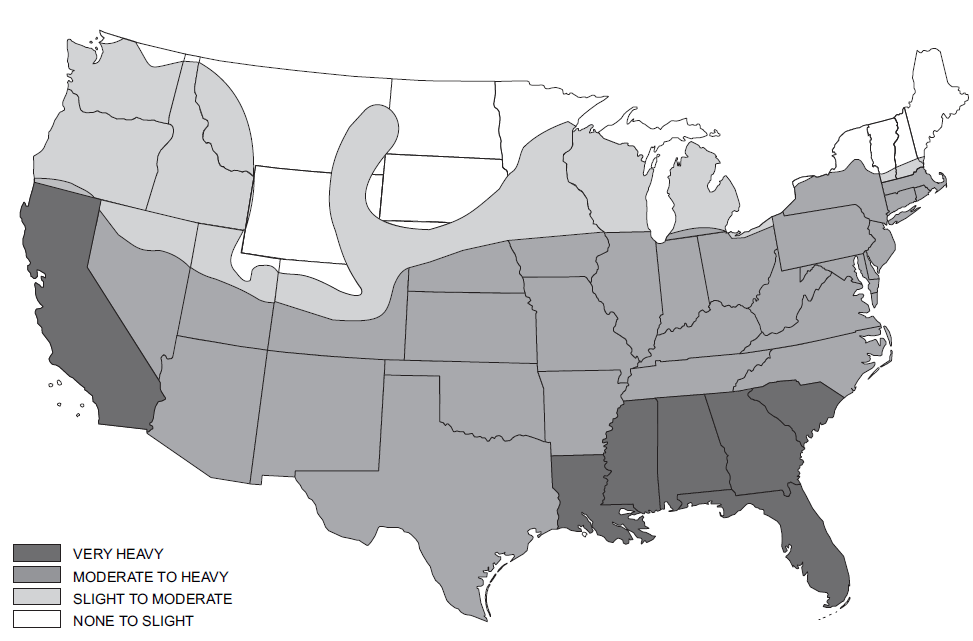 VERY HEAVY
MODERATE TO HEAVY
SLIGHT TO MODERATE
NONE TO SLIGHT